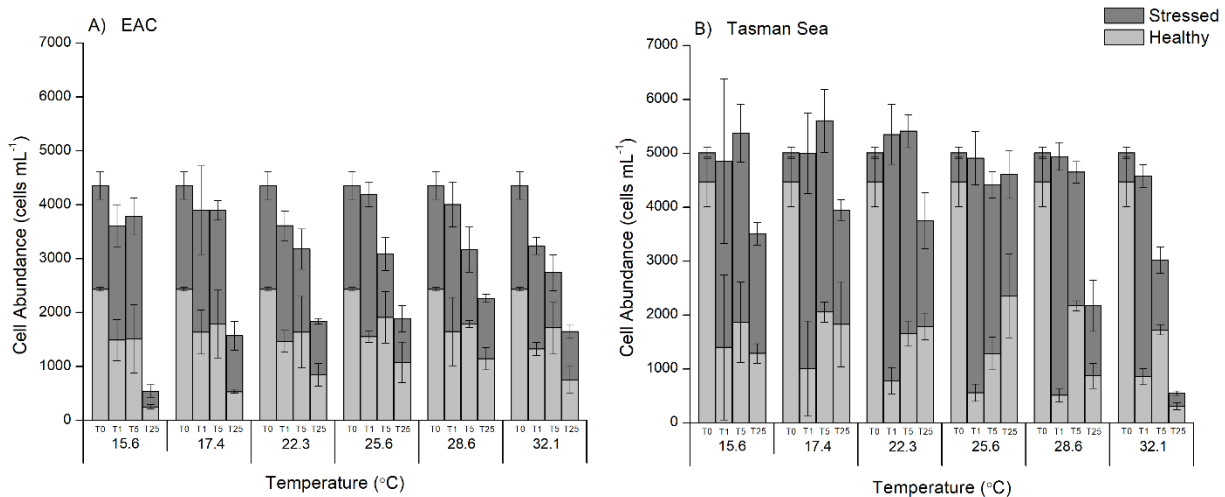 A) EAC
7000
6000
5000
4000
3000
2000
1000
0
Cell Abundance (cells mL⁻¹)
T0 T1 T5 T25 T0 T1 T5 T25 T0 T1 T5 T25 T0 T1 T5 T25 T0 T1 T5 T25 T0 T1 T5 T25
15.6 17.4 22.3 25.6 28.6 32.1
Temperature (°C)
B) Tasman Sea
Stressed
Healthy
7000
6000
5000
4000
3000
2000
1000
0
Cell Abundance (cells mL⁻¹)
T0 T1 T5 T25 T0 T1 T5 T25 T0 T1 T5 T25 T0 T1 T5 T25 T0 T1 T5 T25 T0 T1 T5 T25
15.6 17.4 22.3 25.6 28.6 32.1
Temperature (°C)